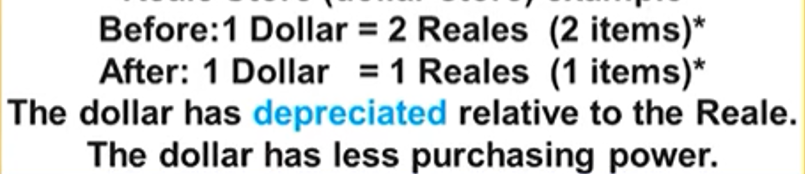 Before:1 Dollar = 2 Reales (2 items)*
After: 1 Dollar = 1 Reales (1 items)*
The dollar has depreciated relative to the Reale.
The dollar has less purchasing power.